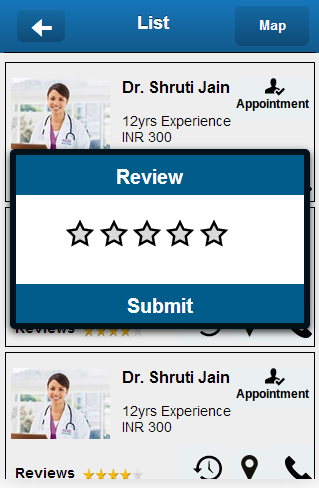 List
Map
Dr. Shruti Jain
Appointment
12yrs Experience
INR 300
Review
Submit
Reviews
Dr. Shruti Jain
Appointment
12yrs Experience
INR 300
Reviews